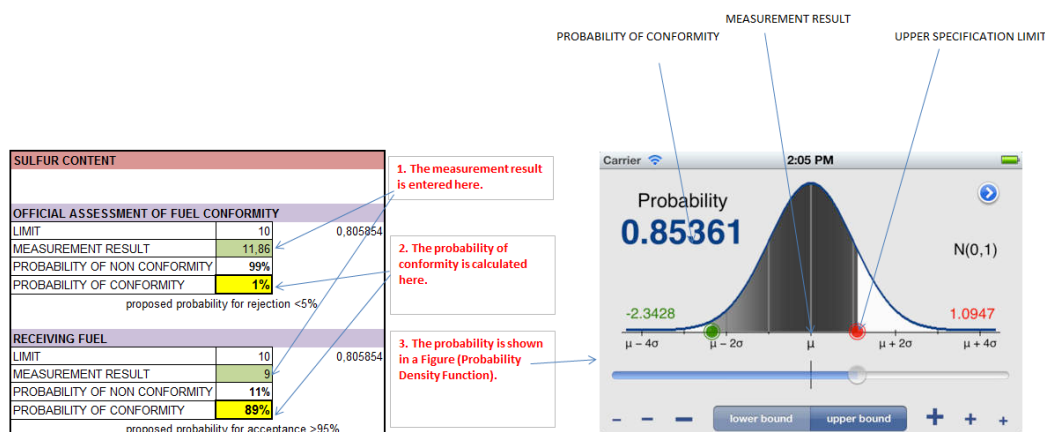 MEASUREMENT RESULT
PROBABILITY OF CONFORMITY
UPPER SPECIFICATION LIMIT
SULFUR CONTENT
OFFICIAL ASSESSMENT OF FUEL CONFORMITY
LIMIT 10 0,805854
MEASUREMENT RESULT 11,86
PROBABILITY OF NON CONFORMITY 99%
PROBABILITY OF CONFORMITY 1%
proposed probability for rejection <5%
RECEIVING FUEL
LIMIT 10 0,805854
MEASUREMENT RESULT 9
PROBABILITY OF NON CONFORMITY 11%
PROBABILITY OF CONFORMITY 89%
proposed probability for acceptance >95%
1. The measurement result
is entered here.
2. The probability of
conformity is calculated
here.
3. The probability is shown
in a Figure (Probability
Density Function).
Carrier 2:05 PM
Probability
0.85361
N(0,1)
-2.3428 1.0947
μ − 4σ μ − 2σ μ μ + 2σ μ + 4σ
− − − lower bound upper bound + + +